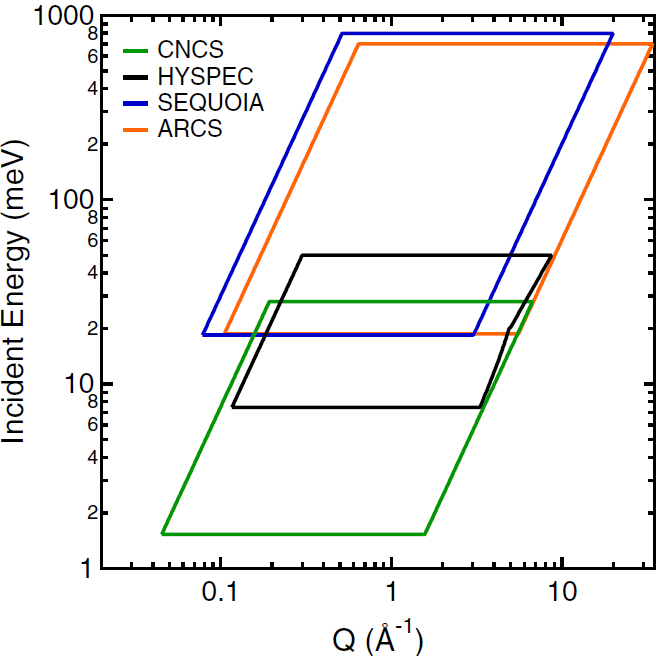 1000
8
6
4
2
100
8
6
4
2
10
8
6
4
2
1
Incident Energy (meV)
CNCS
HYSPEC
SEQUOIA
ARCS
0.1 1 10
Q (Å⁻¹)